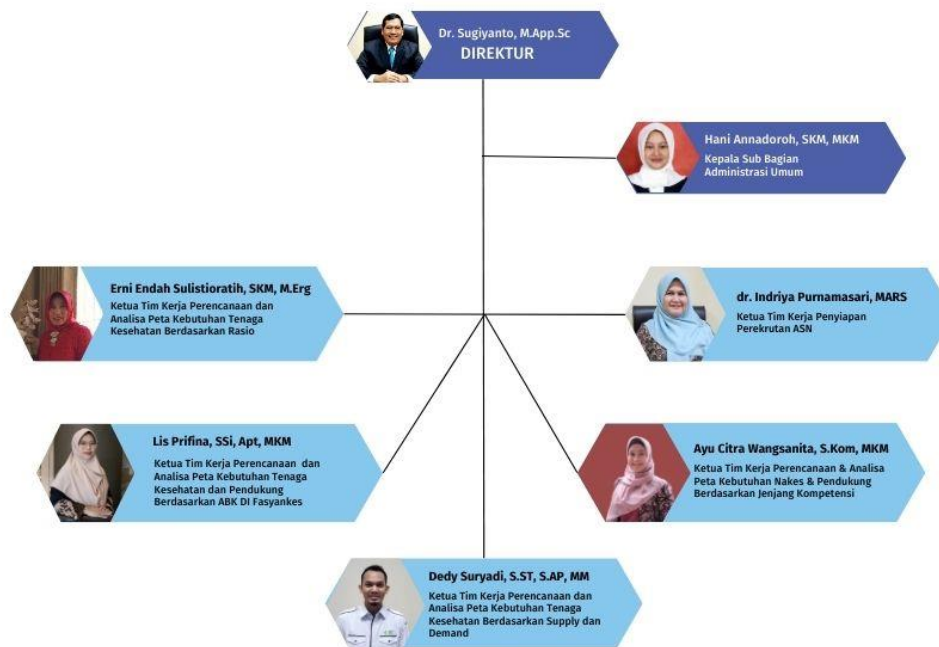 Dr. Sugiyanto, M.App.Sc
DIREKTUR
Hani Annadoroh, SKM, MKM
Kepala Sub Bagian
Administrasi Umum
Erni Endah Sulistioratih, SKM, M.Erg
Ketua Tim Kerja Perencanaan dan
Analisa Peta Kebutuhan Tenaga
Kesehatan Berdasarkan Rasio
dr. Indriya Purnamasari, MARS
Ketua Tim Kerja Penyiapan
Perekrutan ASN
Lis Prifina, SSi, Apt, MKM
Ketua Tim Kerja Perencanaan dan
Analisa Peta Kebutuhan Tenaga
Kesehatan dan Pendukung
Berdasarkan ABK DI Fasyankes
Ayu Citra Wangsanita, S.Kom, MKM
Ketua Tim Kerja Perencanaan & Analisa
Peta Kebutuhan Nakes & Pendukung
Berdasarkan Jenjang Kompetensi
Dedy Suryadi, S.ST, S.AP, MM
Ketua Tim Kerja Perencanaan dan
Analisa Peta Kebutuhan Tenaga
Kesehatan Berdasarkan Supply dan
Demand